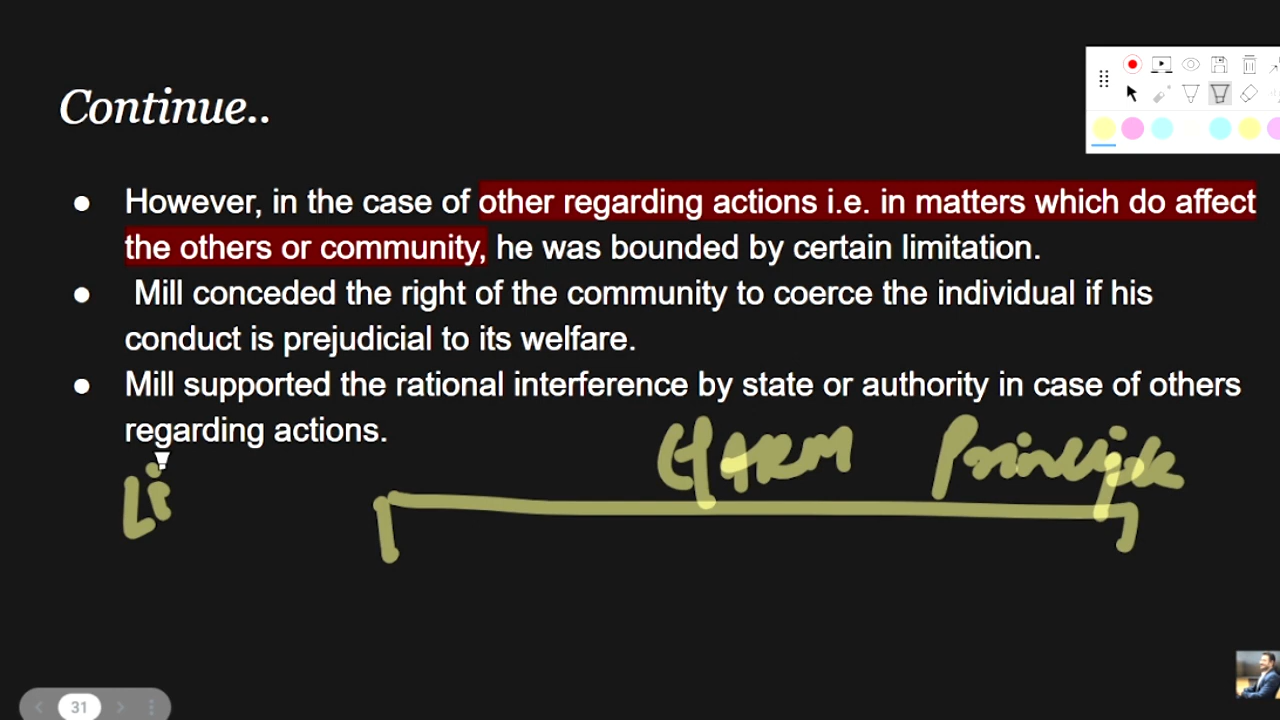 Continue..
● However, in the case of other regarding actions i.e. in matters which do affect
the others or community, he was bounded by certain limitation.
● Mill conceded the right of the community to coerce the individual if his
conduct is prejudicial to its welfare.
● Mill supported the rational interference by state or authority in case of others
regarding actions.
HARM Principle
Li
31